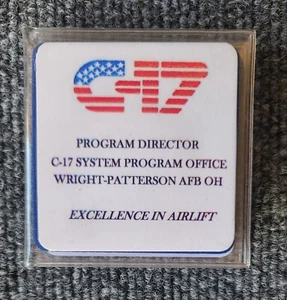 C-17
PROGRAM DIRECTOR
C-17 SYSTEM PROGRAM OFFICE
WRIGHT-PATTERSON AFB OH
EXCELLENCE IN AIRLIFT